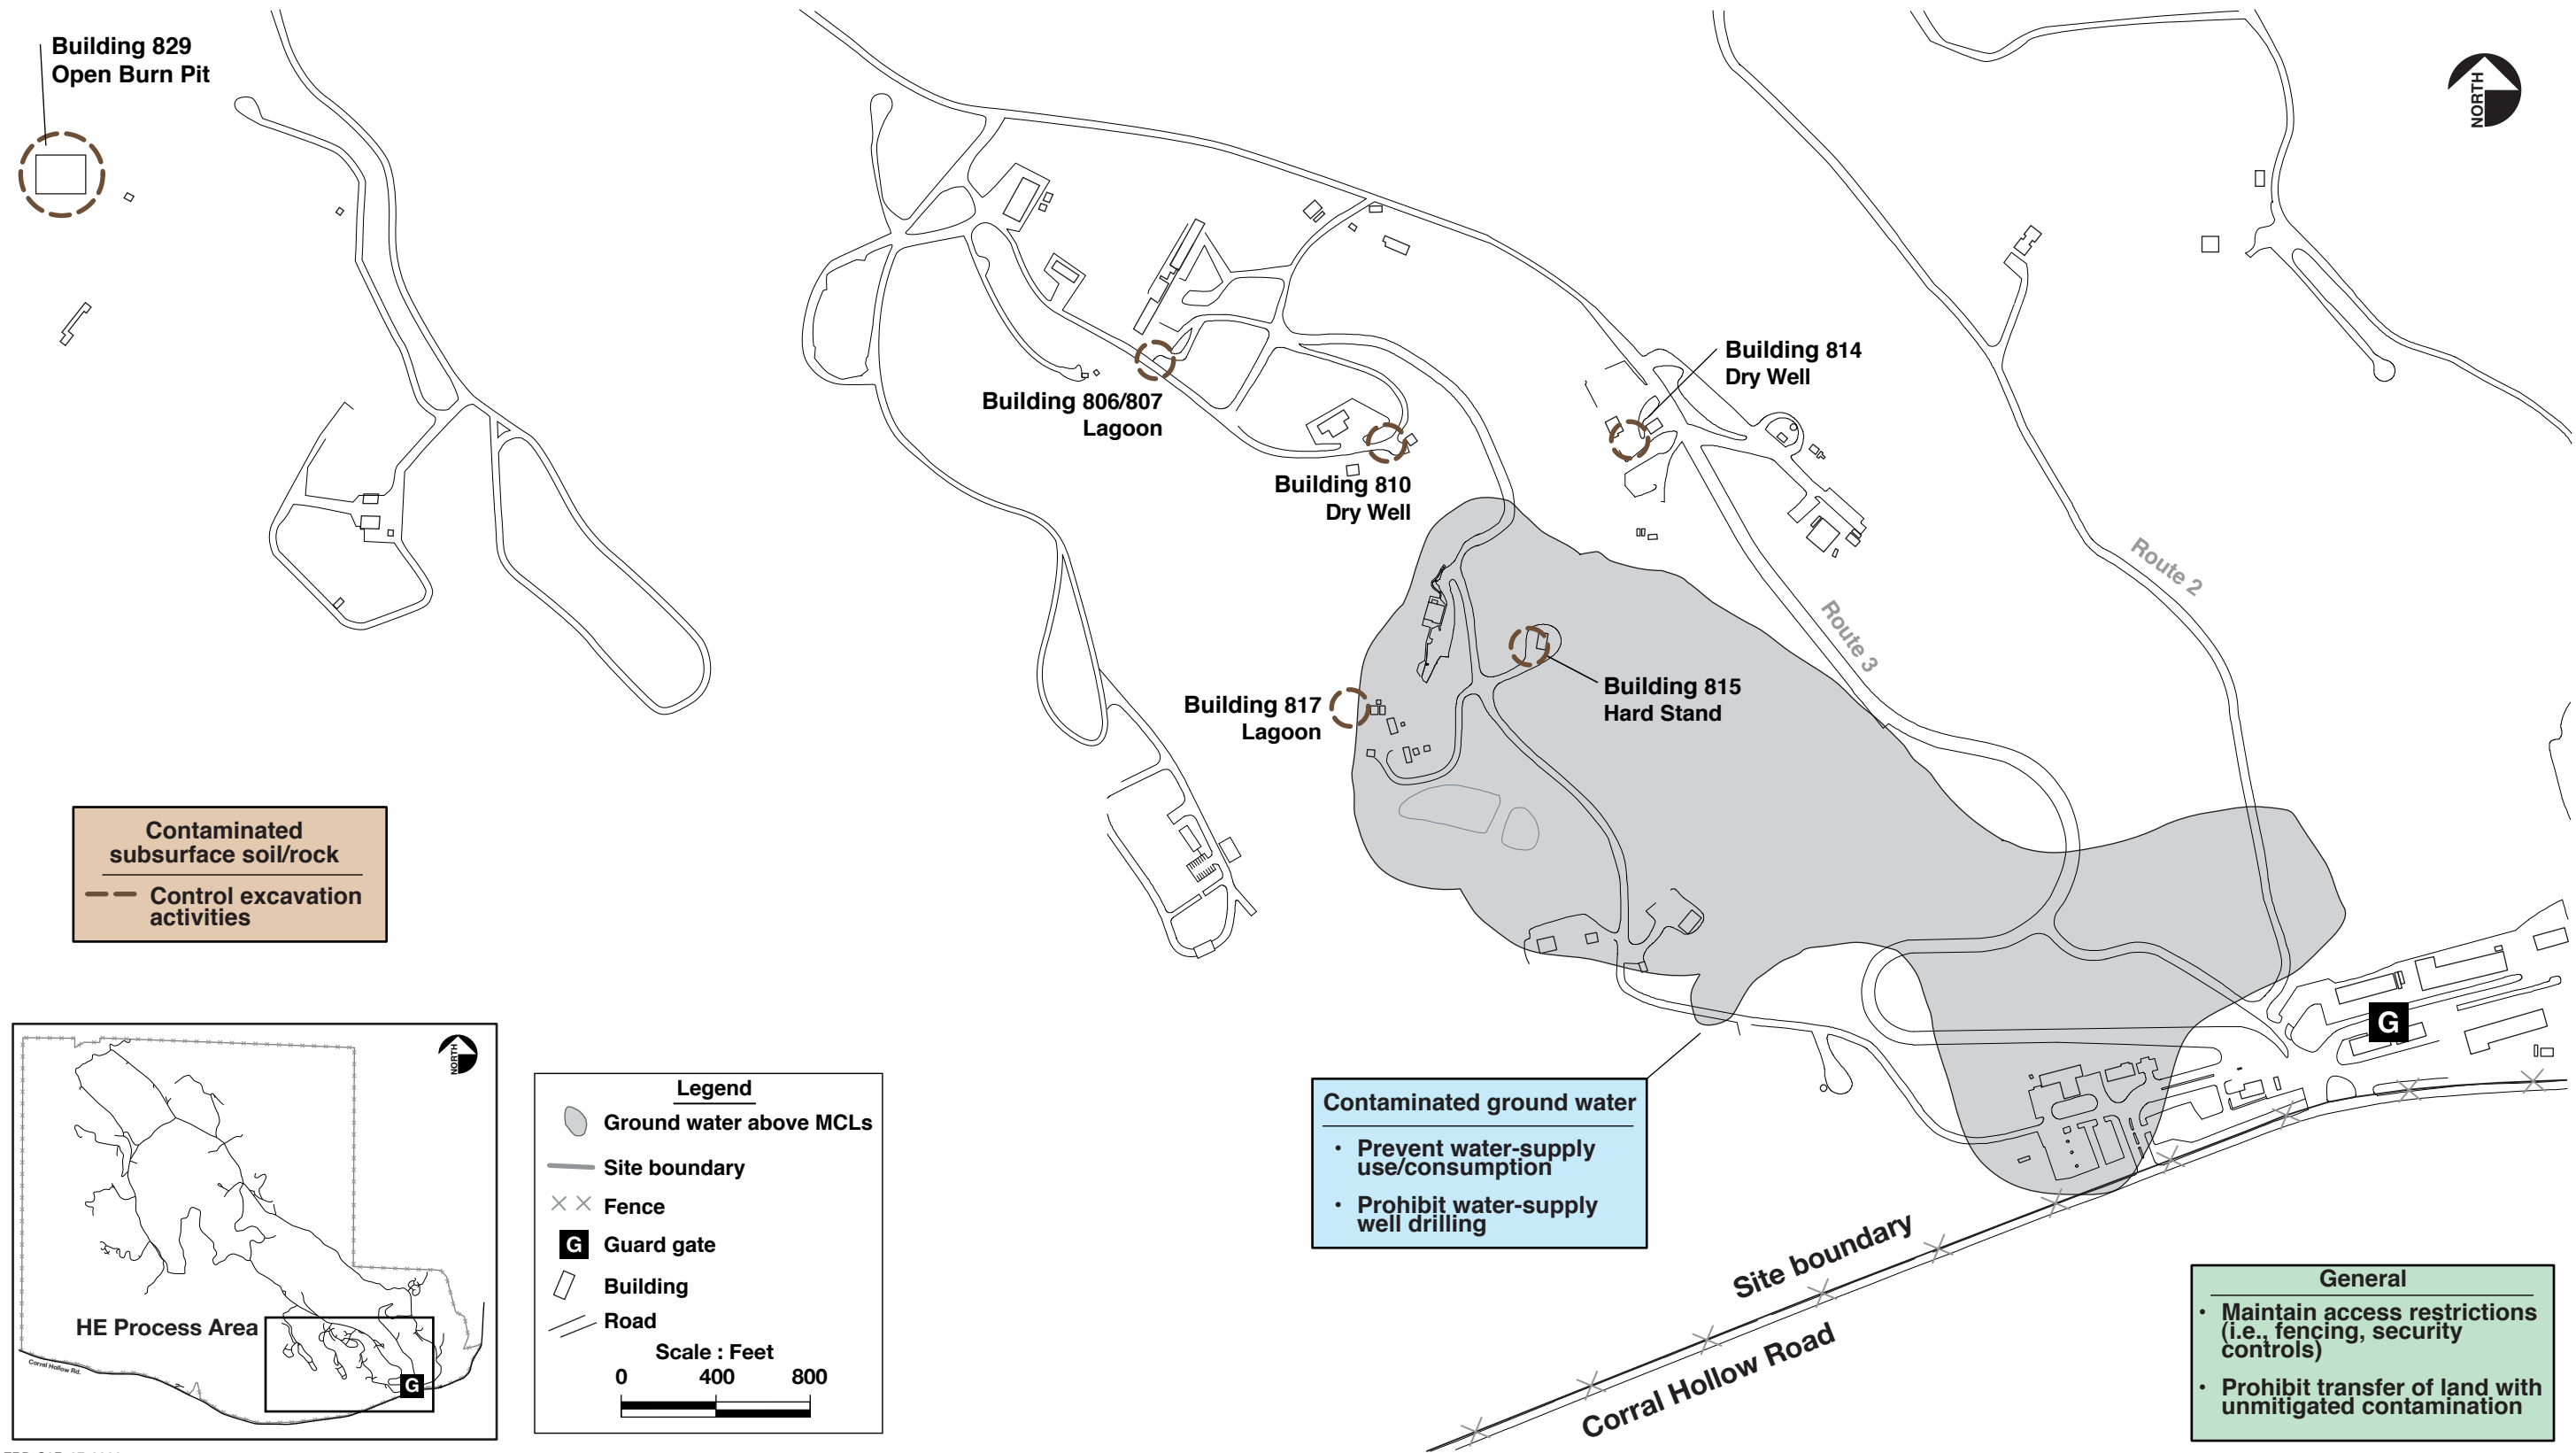 Building 829
Open Burn Pit
NORTH
Building 814
Dry Well
Building 806/807
Lagoon
Building 810
Dry Well
Route 2
Route 3
Building 815
Hard Stand
Building 817
Lagoon
Contaminated
subsurface soil/rock
Control excavation
activities
G
NORTH
HE Process Area
Corral Hollow Rd.
G
Legend
Ground water above MCLs
Site boundary
Fence
G Guard gate
Building
Road
Scale : Feet
0 400 800
Contaminated ground water
• Prevent water-supply
use/consumption
• Prohibit water-supply
well drilling
Site boundary
Corral Hollow Road
General
• Maintain access restrictions
(i.e., fencing, security
controls)
• Prohibit transfer of land with
unmitigated contamination